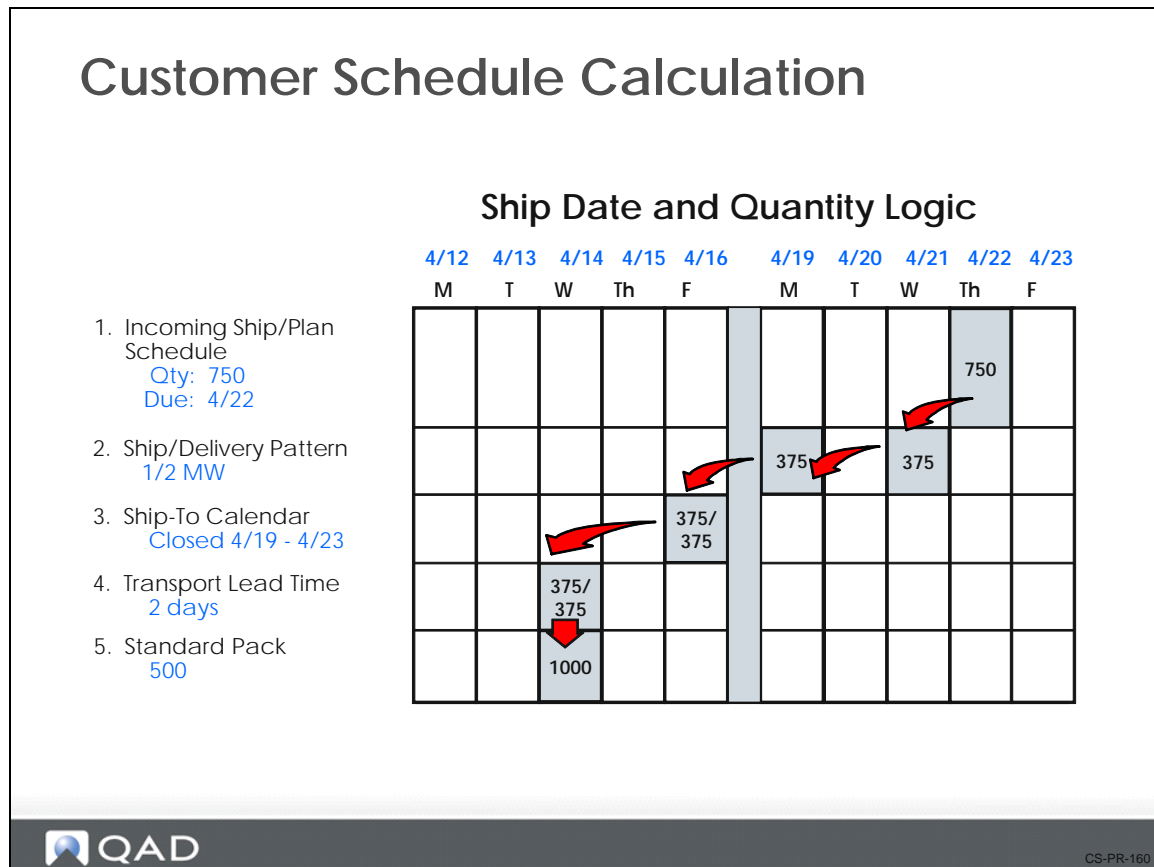 Customer Schedule Calculation
Ship Date and Quantity Logic
4/12 4/13 4/14 4/15 4/16 4/19 4/20 4/21 4/22 4/23
M T W Th F M T W Th F
1. Incoming Ship/Plan
Schedule
Qty: 750
Due: 4/22
750
2. Ship/Delivery Pattern
1/2 MW
375 375
3. Ship-To Calendar
Closed 4/19 - 4/23
375/
375
4. Transport Lead Time
2 days
375/
375
5. Standard Pack
500
1000
QAD
CS-PR-160